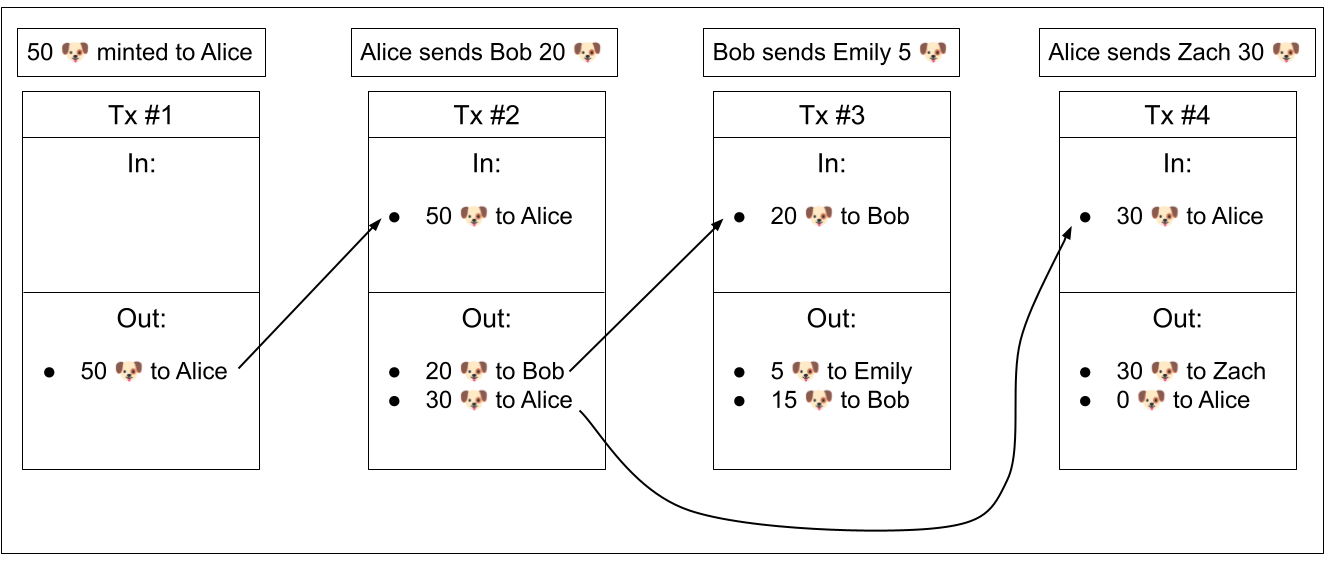 50 🐶 minted to Alice
Alice sends Bob 20 🐶
Bob sends Emily 5 🐶
Alice sends Zach 30 🐶
Tx #1
In:
Out:
● 50 🐶 to Alice
Tx #2
In:
● 50 🐶 to Alice
Out:
● 20 🐶 to Bob
● 30 🐶 to Alice
Tx #3
In:
● 20 🐶 to Bob
Out:
● 5 🐶 to Emily
● 15 🐶 to Bob
Tx #4
In:
● 30 🐶 to Alice
Out:
● 30 🐶 to Zach
● 0 🐶 to Alice